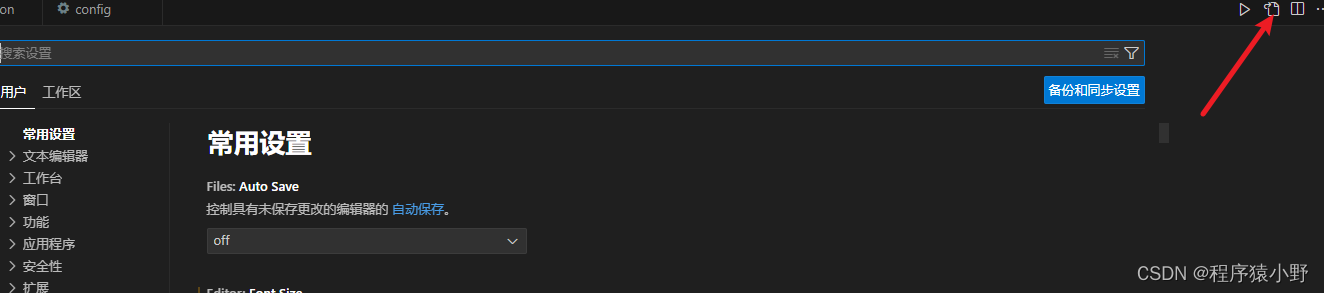 on
config
搜索设置
用户 工作区
备份和同步设置
常用设置
文本编辑器
工作台
窗口
功能
应用程序
安全性
扩展
常用设置
Files: Auto Save
控制具有未保存更改的编辑器的 自动保存。
off
Editor: Font Size
CSDN @程序猿小野